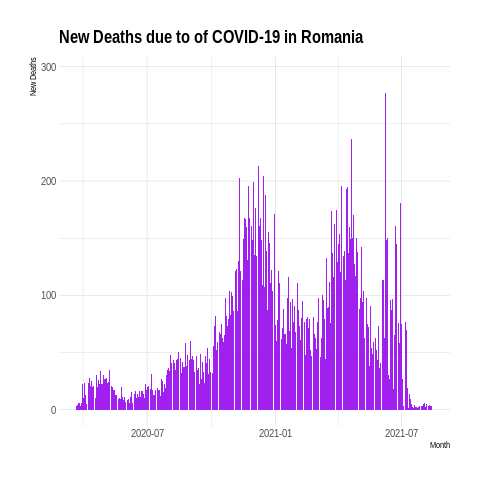 New Deaths due to of COVID-19 in Romania
New Deaths
300
200
100
0
2020-07
2021-01
2021-07
Month